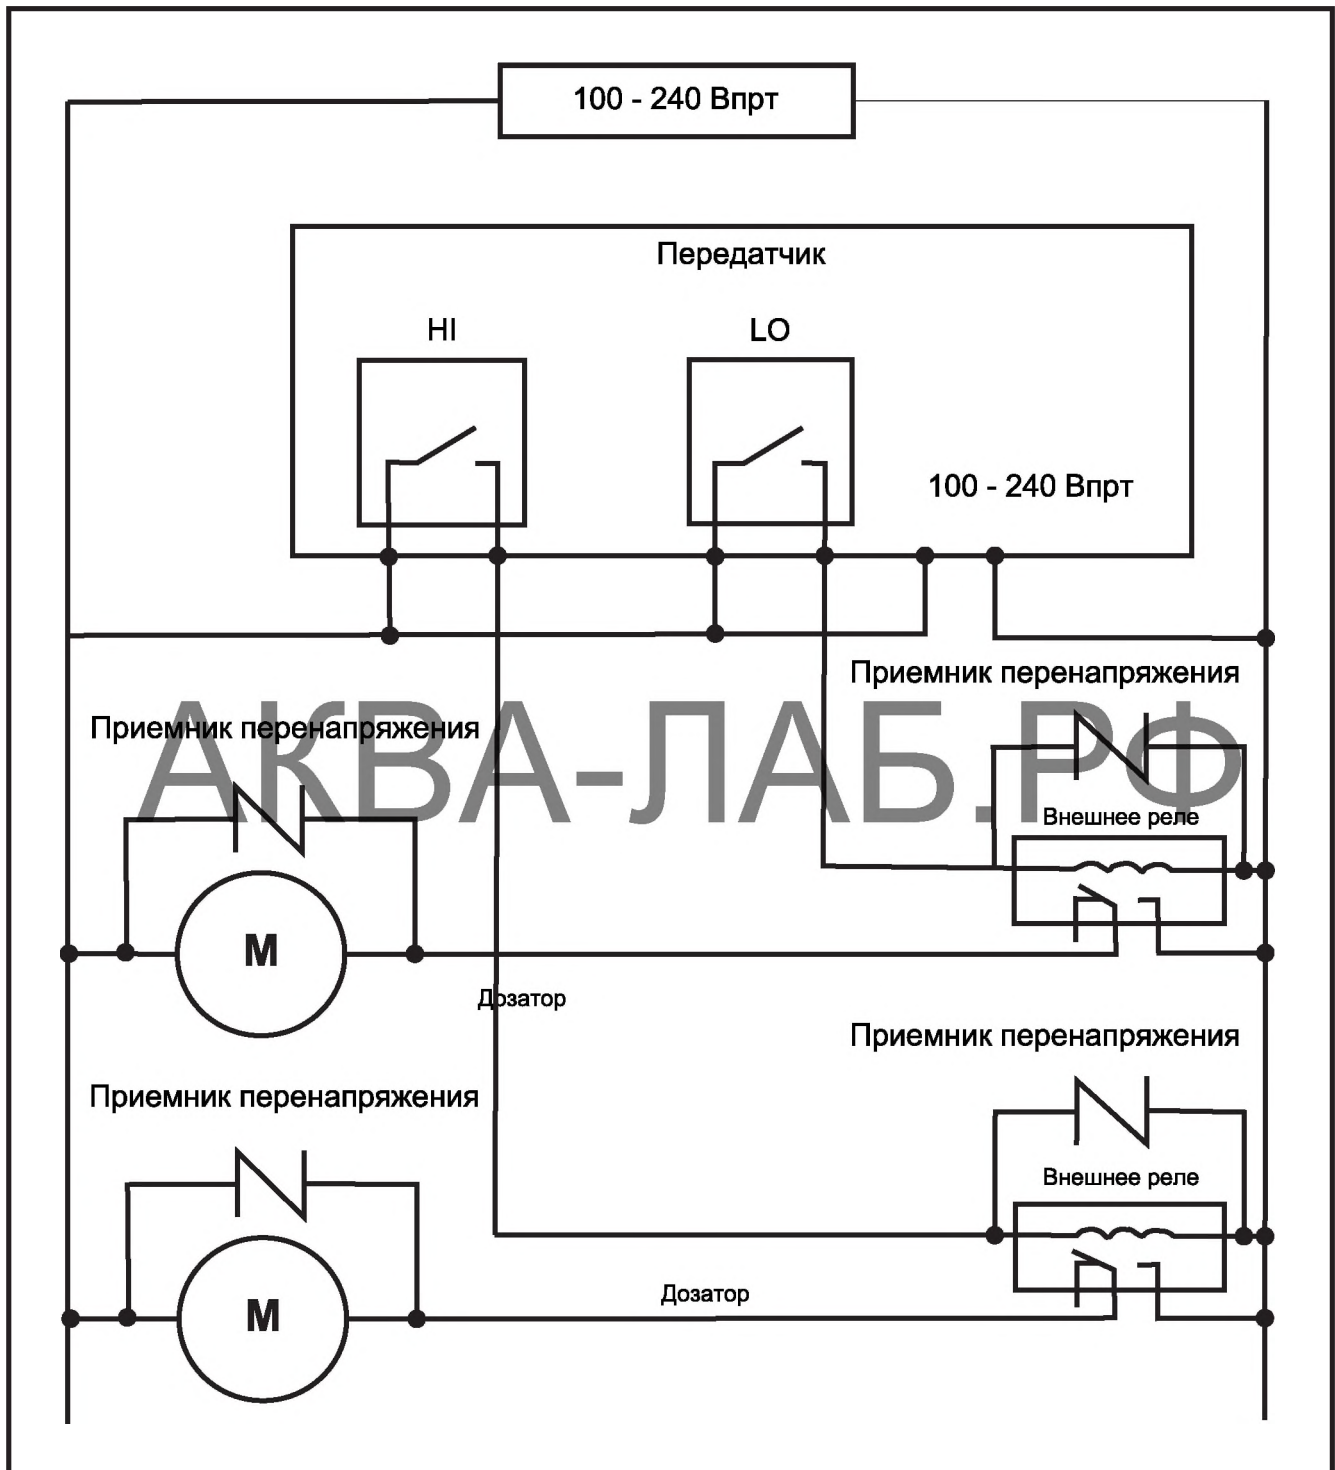 100 - 240 Впрт
Передатчик
HI
LO
100 - 240 Впрт
Приемник перенапряжения
Приемник перенапряжения
АКВА-ЛАБ.РФ
Внешнее реле
М
Дозатор
Приемник перенапряжения
Приемник перенапряжения
Внешнее реле
Дозатор
М